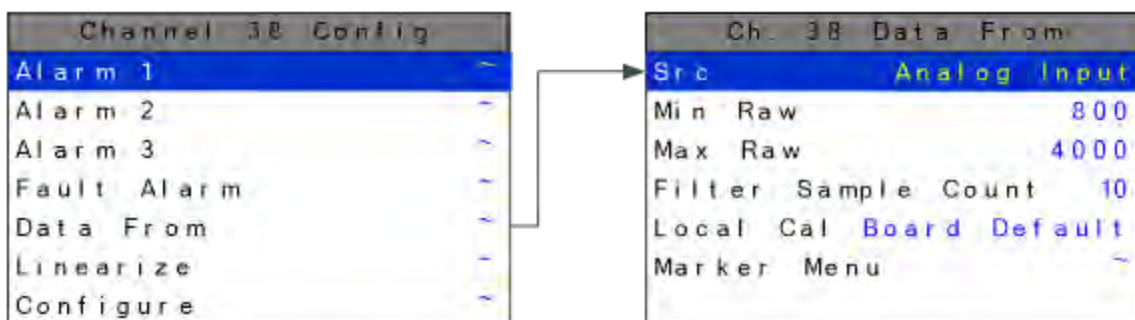 Channel 38 Config
Alarm 1 ~
Alarm 2 ~
Alarm 3 ~
Fault Alarm ~
Data From ~
Linearize ~
Configure ~
Ch. 38 Data From
Src Analog Input
Min Raw 800
Max Raw 4000
Filter Sample Count 10
Local Cal Board Default
Marker Menu ~